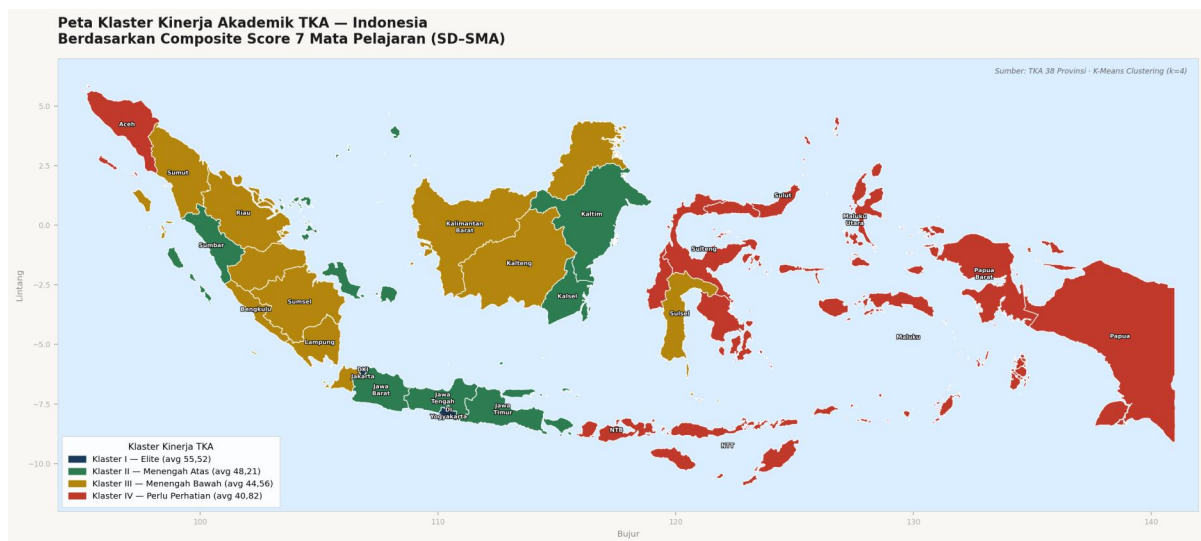 Peta Klaster Kinerja Akademik TKA — Indonesia
Berdasarkan Composite Score 7 Mata Pelajaran (SD–SMA)
Sumber: TKA 38 Provinsi · K-Means Clustering (k=4)
Lintang
5.0
2.5
0.0
−2.5
−5.0
−7.5
−10.0
Aceh
Sumut
Riau
Sumbar
Sumsel
Bengkulu
Lampung
Kalimantan
Barat
Kalteng
Kaltim
Kalsel
Sulut
Sulteng
Sulsel
Maluku
Utara
Maluku
Papua
Barat
Papua
DKI
Jakarta
Jawa
Barat
Jawa
Tengah
DI
Yogyakarta
Jawa
Timur
NTB
NTT
Klaster Kinerja TKA
Klaster I — Elite (avg 55,52)
Klaster II — Menengah Atas (avg 48,21)
Klaster III — Menengah Bawah (avg 44,56)
Klaster IV — Perlu Perhatian (avg 40,82)
100
110
120
130
140
Bujur